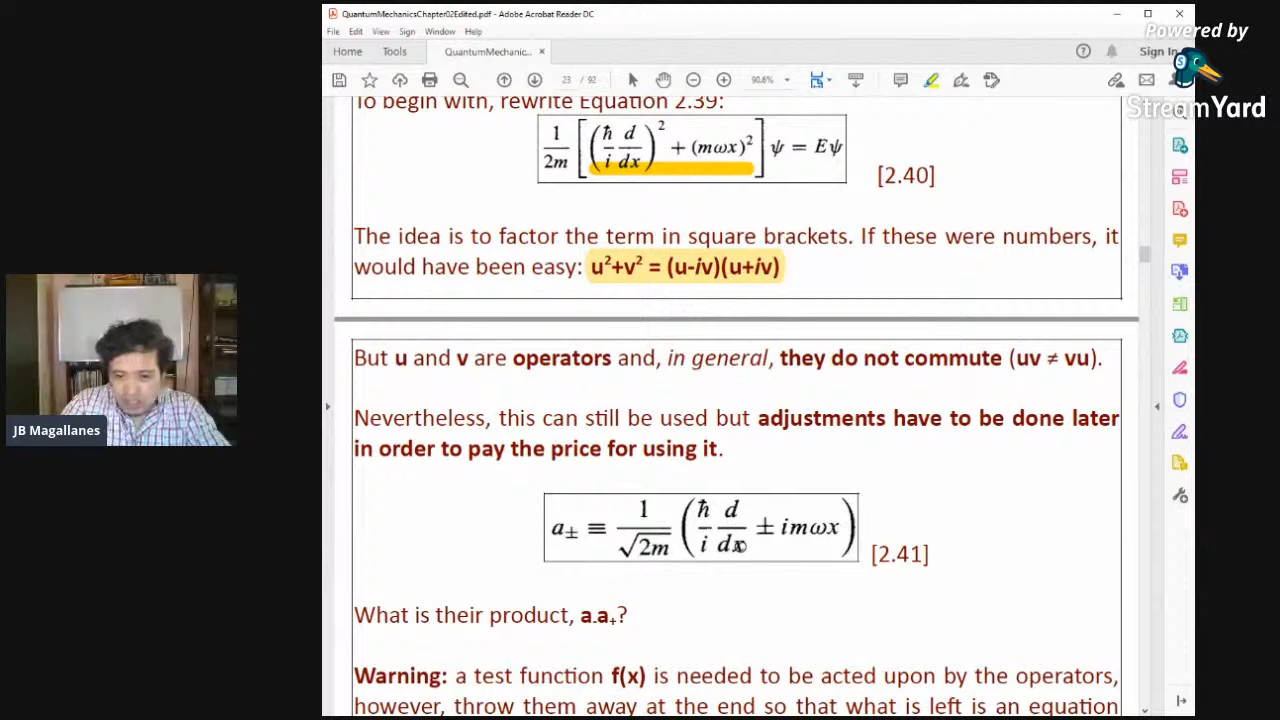 QuantumMechanicsChapter02Edited.pdf - Adobe Acrobat Reader DC
File Edit View Sign Window Help
Home Tools QuantumMechanic... × Sign In
23 / 92 90.6%
Powered by
StreamYard
To begin with, rewrite Equation 2.39:
1/2m [(ħ/i d/dx)² + (mωx)²] ψ = Eψ [2.40]
The idea is to factor the term in square brackets. If these were numbers, it
would have been easy: u²+v² = (u-iv)(u+iv)
But u and v are operators and, in general, they do not commute (uv ≠ vu).
Nevertheless, this can still be used but adjustments have to be done later
in order to pay the price for using it.
a± ≡ 1/√2m (ħ/i d/dx ± imωx) [2.41]
What is their product, a₋a₊?
Warning: a test function f(x) is needed to be acted upon by the operators,
however, throw them away at the end so that what is left is an equation
JB Magallanes